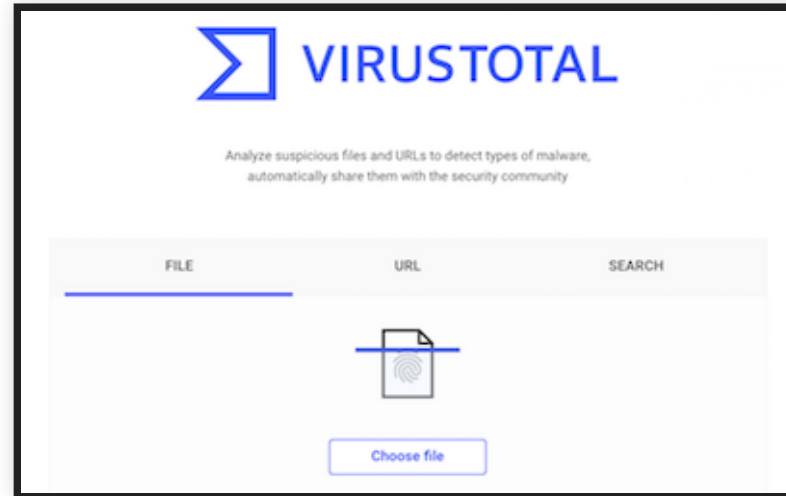 VIRUSTOTAL
Analyze suspicious files and URLs to detect types of malware,
automatically share them with the security community
FILE URL SEARCH
Choose file